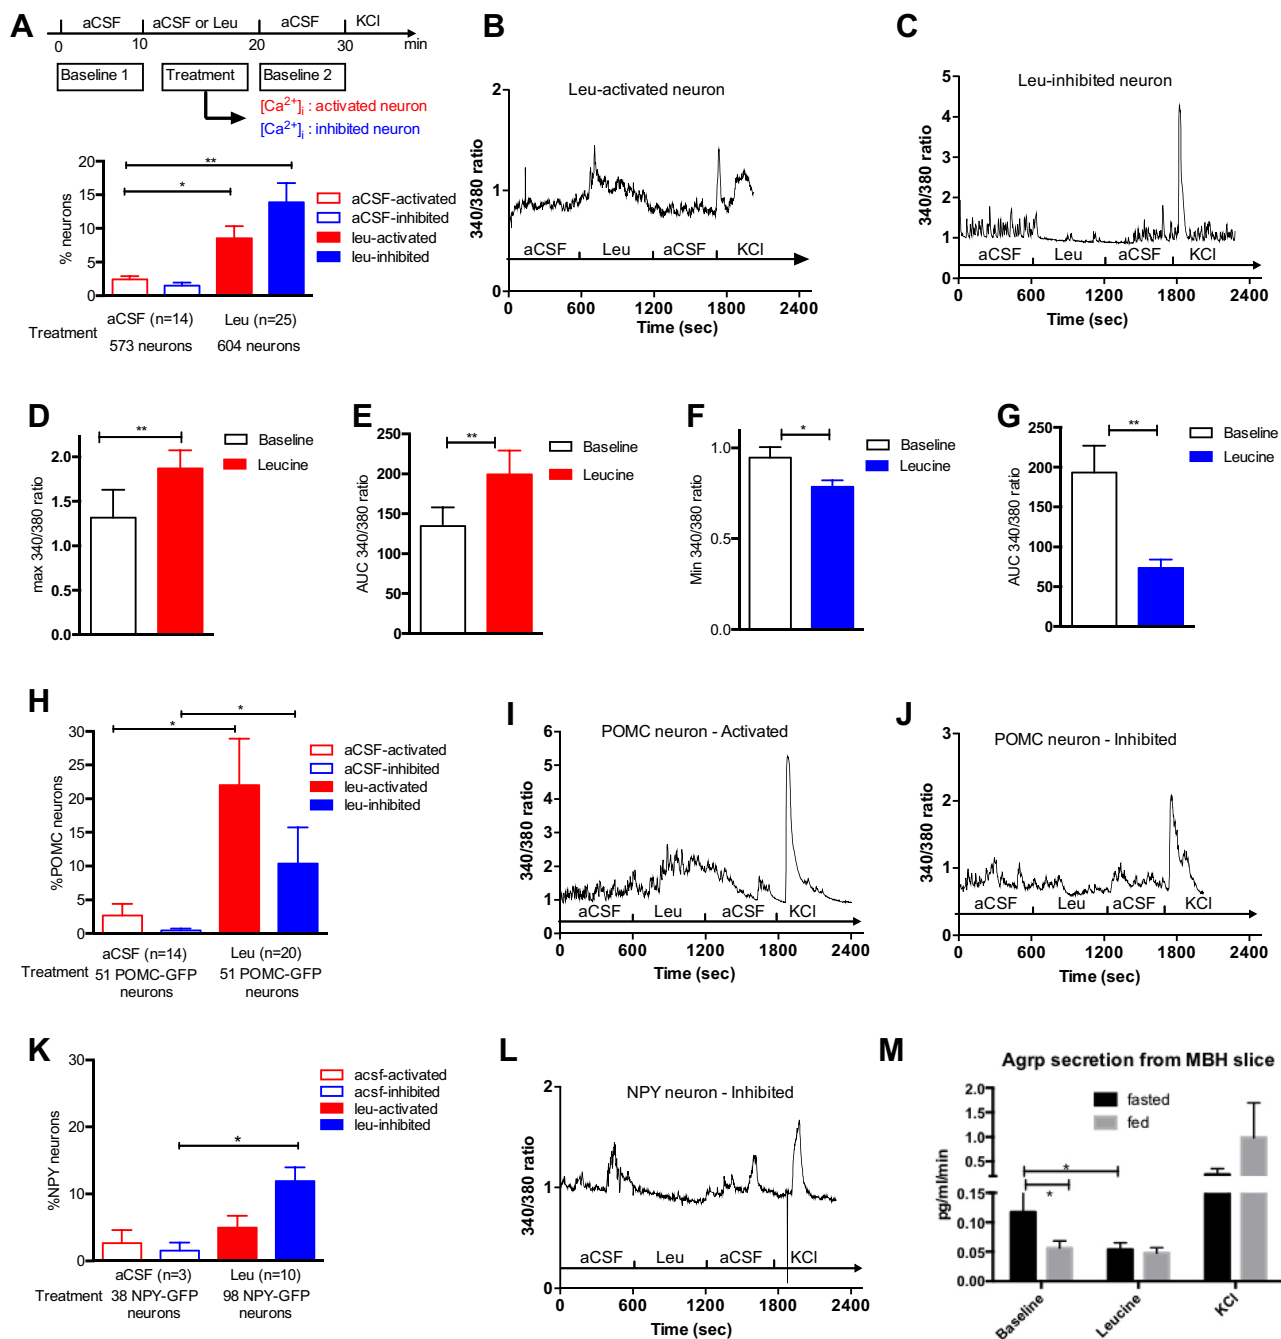 A
aCSF
aCSF or Leu
aCSF
KCl
0
10
20
30
min
Baseline 1
Treatment
Baseline 2
[Ca2+]i : activated neuron
[Ca2+]i : inhibited neuron
**
*
20
15
10
5
0
% neurons
aCSF-activated
aCSF-inhibited
leu-activated
leu-inhibited
Treatment
aCSF (n=14)
Leu (n=25)
573 neurons
604 neurons
B
Leu-activated neuron
340/380 ratio
2
1
0
aCSF
Leu
aCSF
KCl
0 600 1200 1800 2400
Time (sec)
C
Leu-inhibited neuron
340/380 ratio
5
4
3
2
1
0
aCSF
Leu
aCSF
KCl
0 600 1200 1800 2400
Time (sec)
D
**
Baseline
Leucine
max 340/380 ratio
2.0
1.5
1.0
0.5
0.0
E
**
Baseline
Leucine
AUC 340/380 ratio
250
200
150
100
50
0
F
*
Baseline
Leucine
Min 340/380 ratio
1.0
0.5
0.0
G
**
Baseline
Leucine
AUC 340/380 ratio
250
200
150
100
50
0
H
*
*
%POMC neurons
30
25
20
15
10
5
0
aCSF-activated
aCSF-inhibited
leu-activated
leu-inhibited
Treatment
aCSF (n=14)
Leu (n=20)
51 POMC-GFP
neurons
51 POMC-GFP
neurons
I
POMC neuron - Activated
340/380 ratio
6
5
4
3
2
1
0
aCSF
Leu
aCSF
KCl
0 600 1200 1800 2400
Time (sec)
J
POMC neuron - Inhibited
340/380 ratio
3
2
1
0
aCSF
Leu
aCSF
KCl
0 600 1200 1800 2400
Time (sec)
K
*
%NPY neurons
30
20
10
0
acsf-activated
acsf-inhibited
leu-activated
leu-inhibited
Treatment
aCSF (n=3)
Leu (n=10)
38 NPY-GFP
neurons
98 NPY-GFP
neurons
L
NPY neuron - Inhibited
340/380 ratio
2
1
0
aCSF
Leu
aCSF
KCl
0 600 1200 1800 2400
Time (sec)
M
Agrp secretion from MBH slice
fasted
fed
pg/ml/min
2.0
1.5
1.0
0.5
0.0
0.15
0.10
0.05
0.00
*
*
Baseline
Leucine
KCl